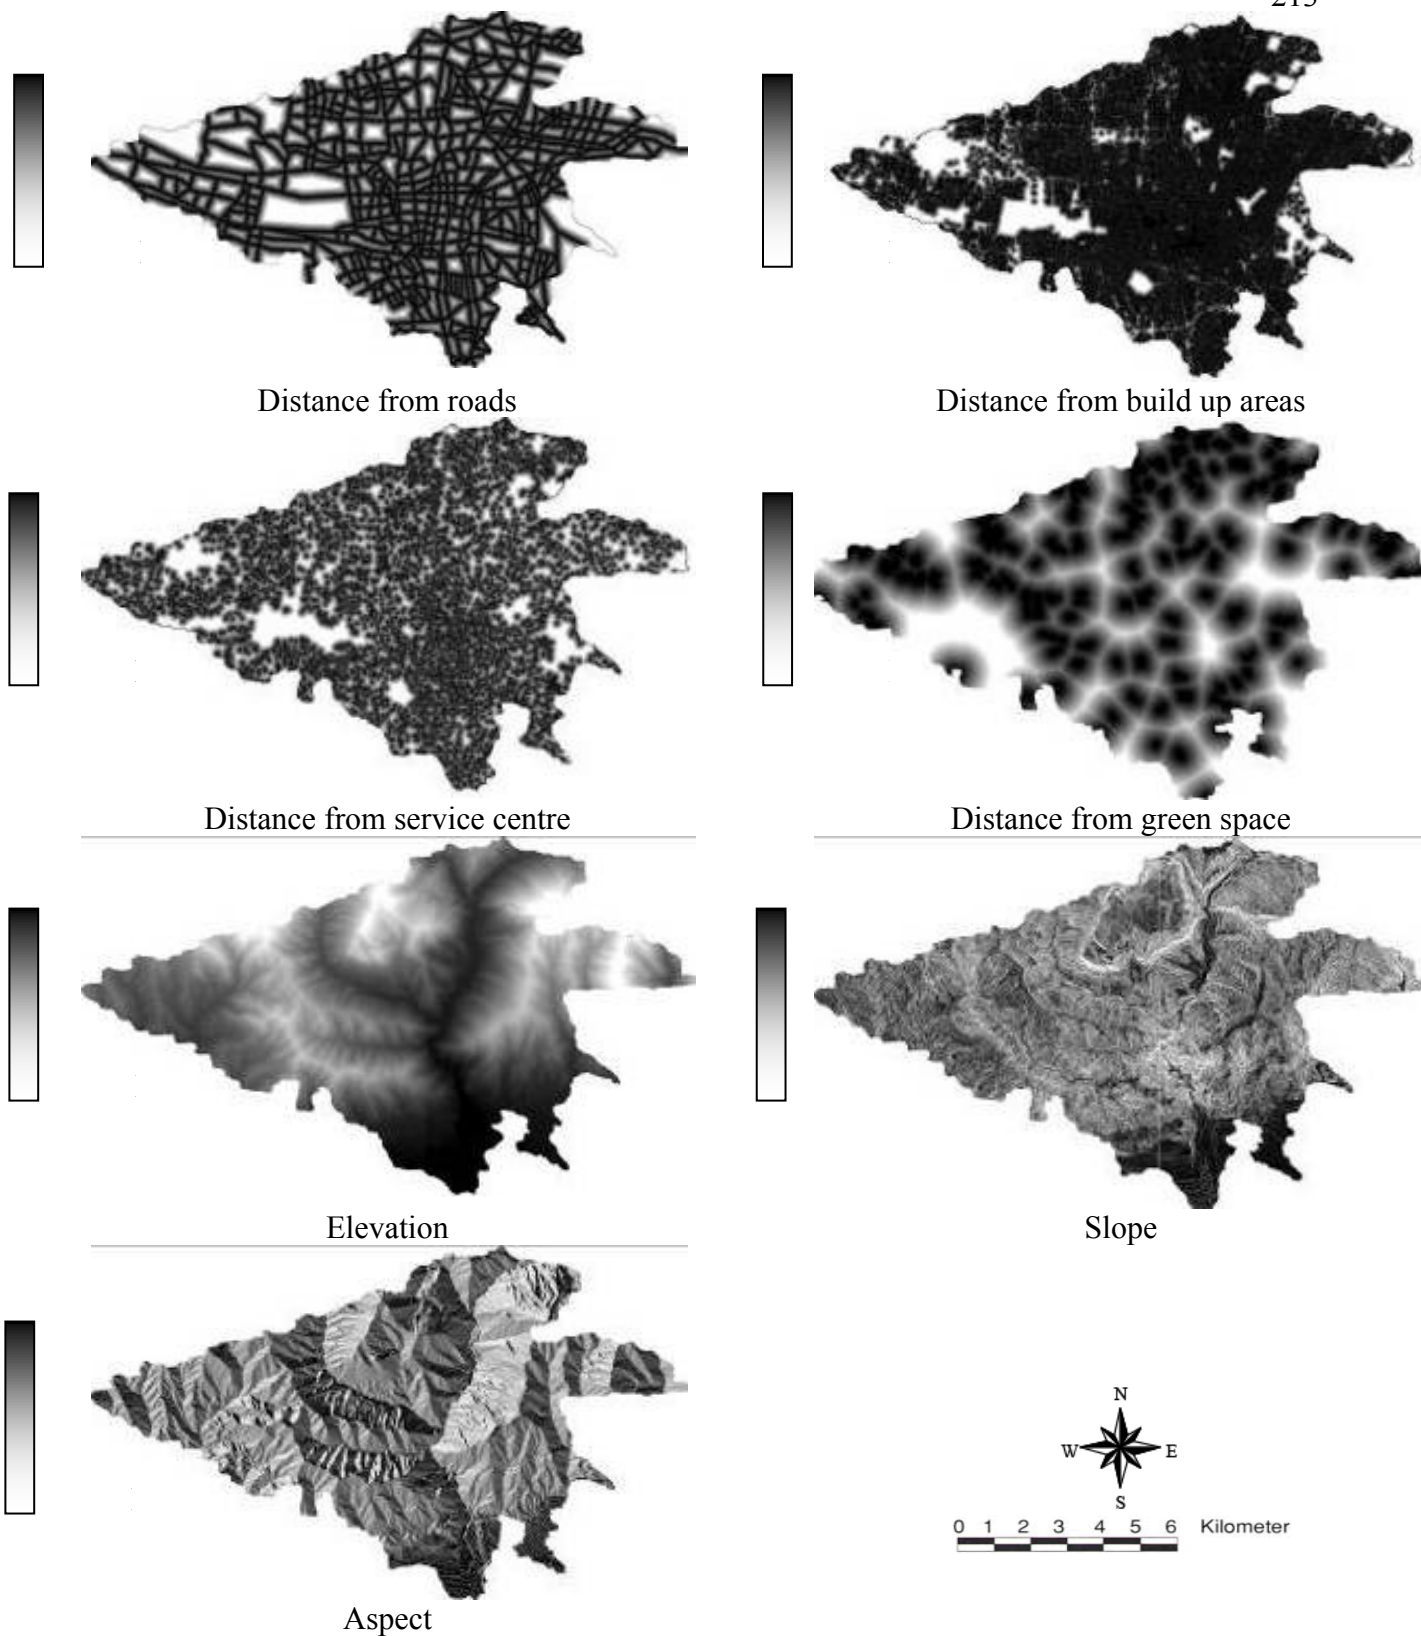 Distance from roads
Distance from build up areas
Distance from service centre
Distance from green space
Elevation
Slope
N
W E
S
0 1 2 3 4 5 6 Kilometer
Aspect